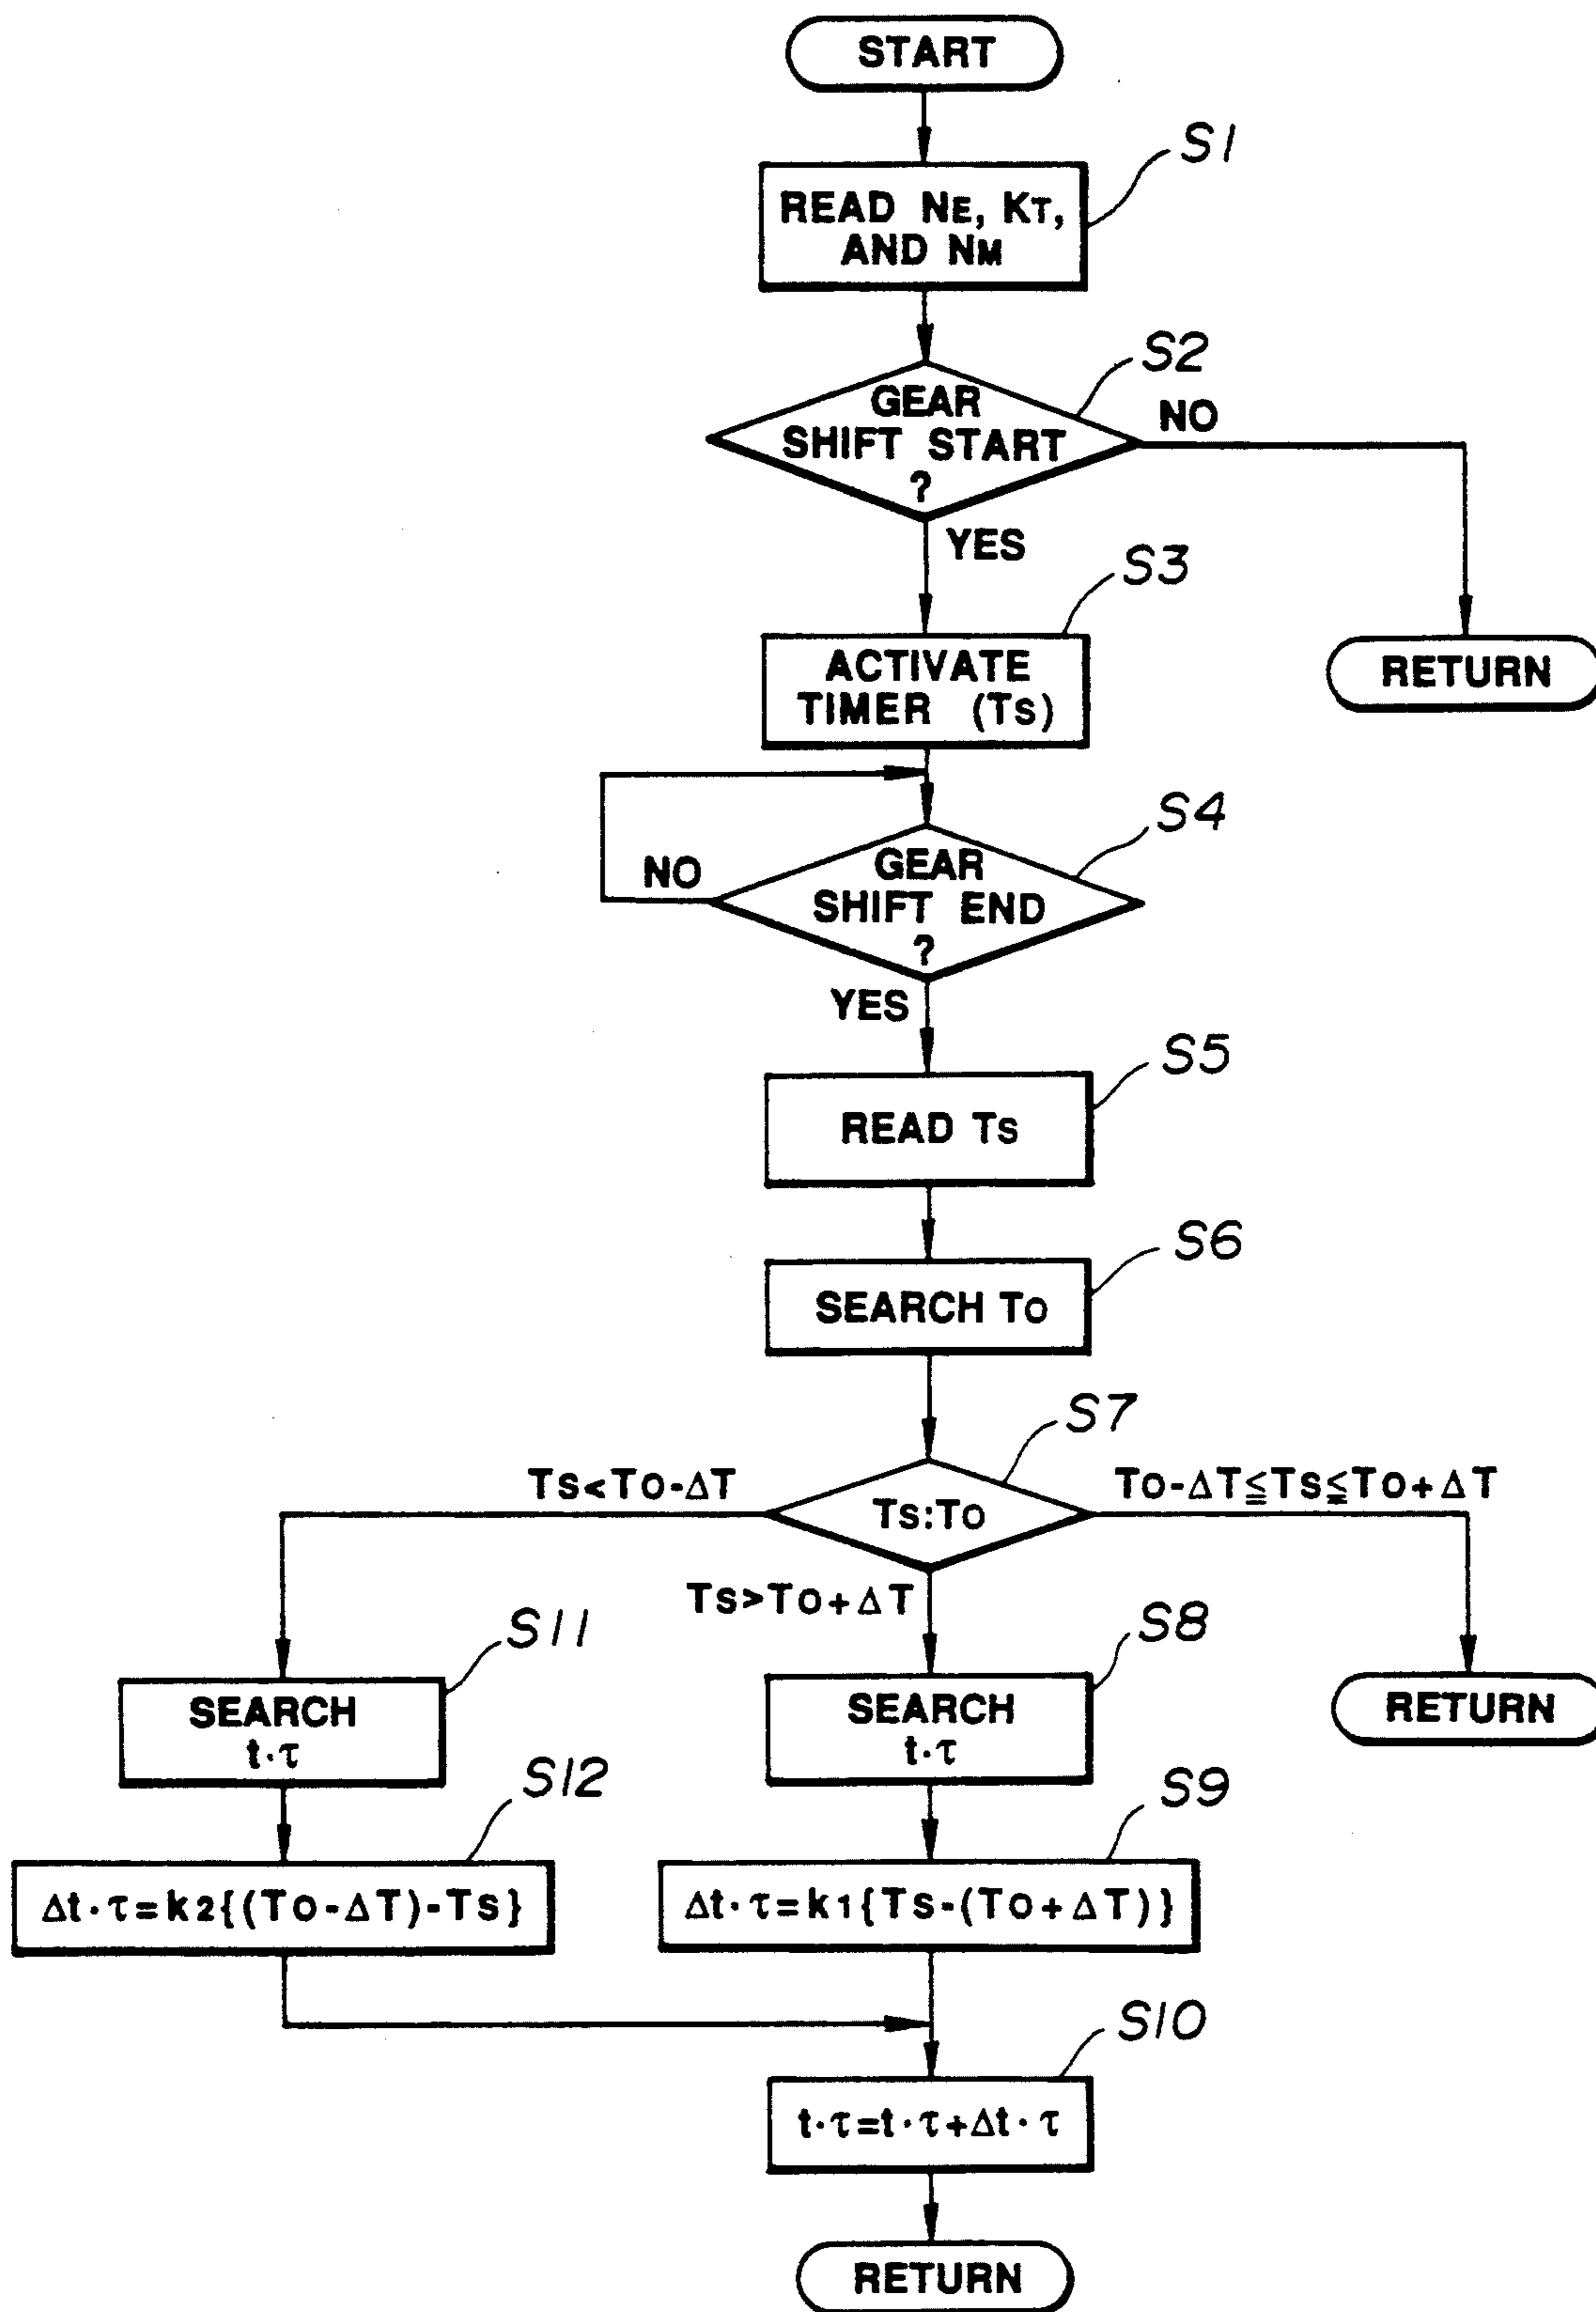 START
S1
READ NE, KT,
AND NM
S2
GEAR
SHIFT START
?
NO
YES
S3
ACTIVATE
TIMER (TS)
RETURN
S4
GEAR
SHIFT END
?
NO
YES
S5
READ TS
S6
SEARCH TO
S7
TS<TO-ΔT
TS:TO
TO-ΔT≦TS≦TO+ΔT
TS>TO+ΔT
S11
SEARCH
t·τ
S8
SEARCH
t·τ
RETURN
S12
Δt·τ=k2{(TO-ΔT)-TS}
S9
Δt·τ=k1{TS-(TO+ΔT)}
S10
t·τ=t·τ+Δt·τ
RETURN